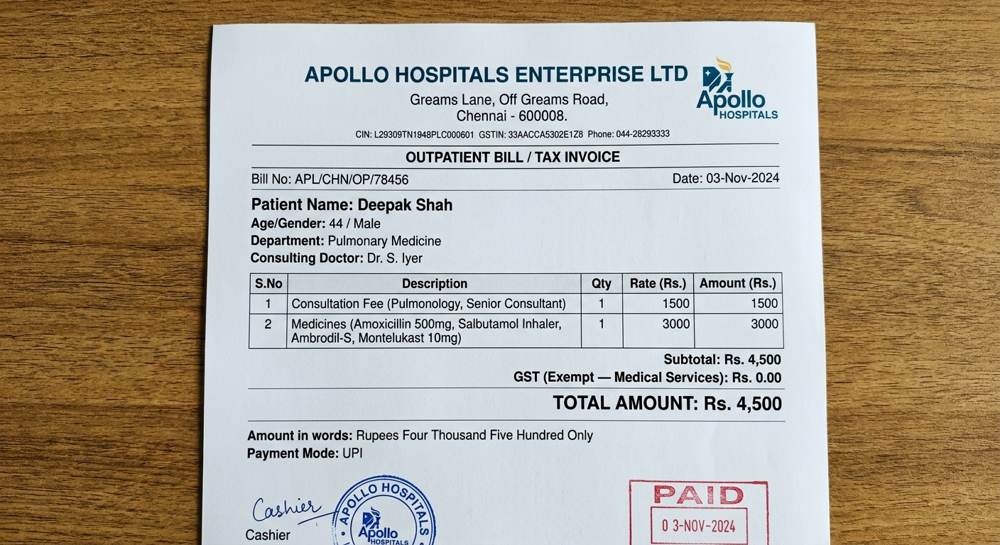 APOLLO HOSPITALS ENTERPRISE LTD
Apollo
HOSPITALS
Greams Lane, Off Greams Road,
Chennai - 600008.
CIN: L29309TN1948PLC000601 GSTIN: 33AACCA5302E1Z8 Phone: 044-28293333
OUTPATIENT BILL / TAX INVOICE
Bill No: APL/CHN/OP/78456 Date: 03-Nov-2024
Patient Name: Deepak Shah
Age/Gender: 44 / Male
Department: Pulmonary Medicine
Consulting Doctor: Dr. S. Iyer
S.No Description Qty Rate (Rs.) Amount (Rs.)
1 Consultation Fee (Pulmonology, Senior Consultant) 1 1500 1500
2 Medicines (Amoxicillin 500mg, Salbutamol Inhaler, 1 3000 3000
Ambrodil-S, Montelukast 10mg)
Subtotal: Rs. 4,500
GST (Exempt — Medical Services): Rs. 0.00
TOTAL AMOUNT: Rs. 4,500
Amount in words: Rupees Four Thousand Five Hundred Only
Payment Mode: UPI
Cashier
Cashier
APOLLO HOSPITALS
Apollo
HOSPITALS
PAID
0 3-NOV-2024